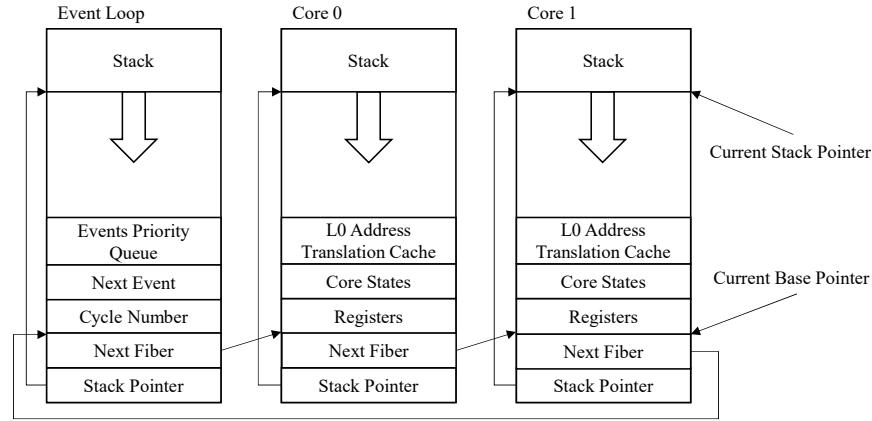 Event Loop
Stack
Events Priority
Queue
Next Event
Cycle Number
Next Fiber
Stack Pointer
Core 0
Stack
L0 Address
Translation Cache
Core States
Registers
Next Fiber
Stack Pointer
Core 1
Stack
L0 Address
Translation Cache
Core States
Registers
Next Fiber
Stack Pointer
Current Stack Pointer
Current Base Pointer